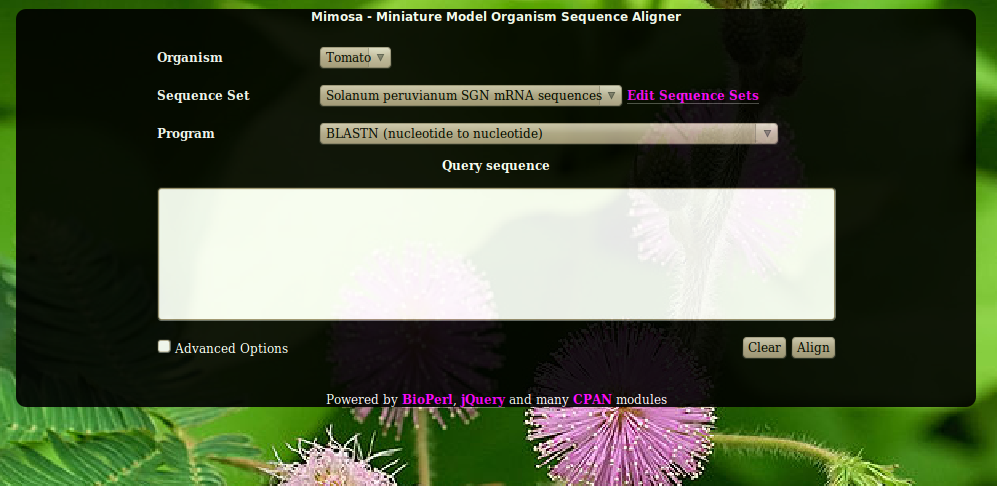 Mimosa - Miniature Model Organism Sequence Aligner
Organism Tomato
Sequence Set Solanum peruvianum SGN mRNA sequences Edit Sequence Sets
Program BLASTN (nucleotide to nucleotide)
Query sequence
Advanced Options Clear Align
Powered by BioPerl, jQuery and many CPAN modules